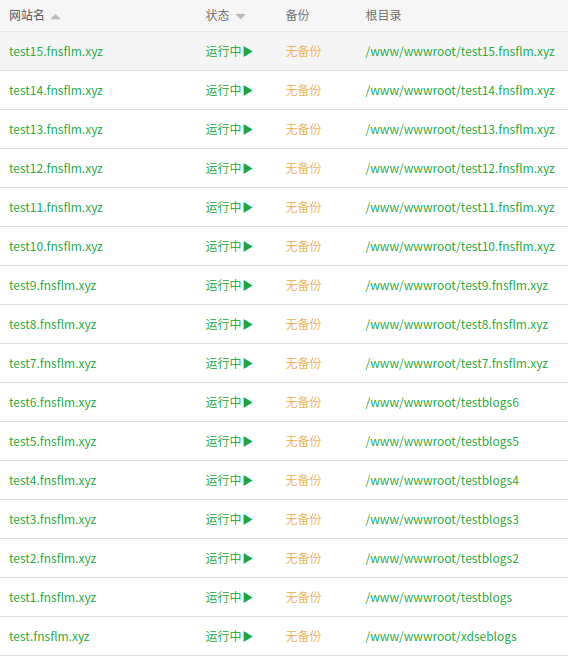 网站名 状态 备份 根目录
test15.fnsflm.xyz 运行中 无备份 /www/wwwroot/test15.fnsflm.xyz
test14.fnsflm.xyz 运行中 无备份 /www/wwwroot/test14.fnsflm.xyz
test13.fnsflm.xyz 运行中 无备份 /www/wwwroot/test13.fnsflm.xyz
test12.fnsflm.xyz 运行中 无备份 /www/wwwroot/test12.fnsflm.xyz
test11.fnsflm.xyz 运行中 无备份 /www/wwwroot/test11.fnsflm.xyz
test10.fnsflm.xyz 运行中 无备份 /www/wwwroot/test10.fnsflm.xyz
test9.fnsflm.xyz 运行中 无备份 /www/wwwroot/test9.fnsflm.xyz
test8.fnsflm.xyz 运行中 无备份 /www/wwwroot/test8.fnsflm.xyz
test7.fnsflm.xyz 运行中 无备份 /www/wwwroot/test7.fnsflm.xyz
test6.fnsflm.xyz 运行中 无备份 /www/wwwroot/testblogs6
test5.fnsflm.xyz 运行中 无备份 /www/wwwroot/testblogs5
test4.fnsflm.xyz 运行中 无备份 /www/wwwroot/testblogs4
test3.fnsflm.xyz 运行中 无备份 /www/wwwroot/testblogs3
test2.fnsflm.xyz 运行中 无备份 /www/wwwroot/testblogs2
test1.fnsflm.xyz 运行中 无备份 /www/wwwroot/testblogs
test.fnsflm.xyz 运行中 无备份 /www/wwwroot/xdseblogs